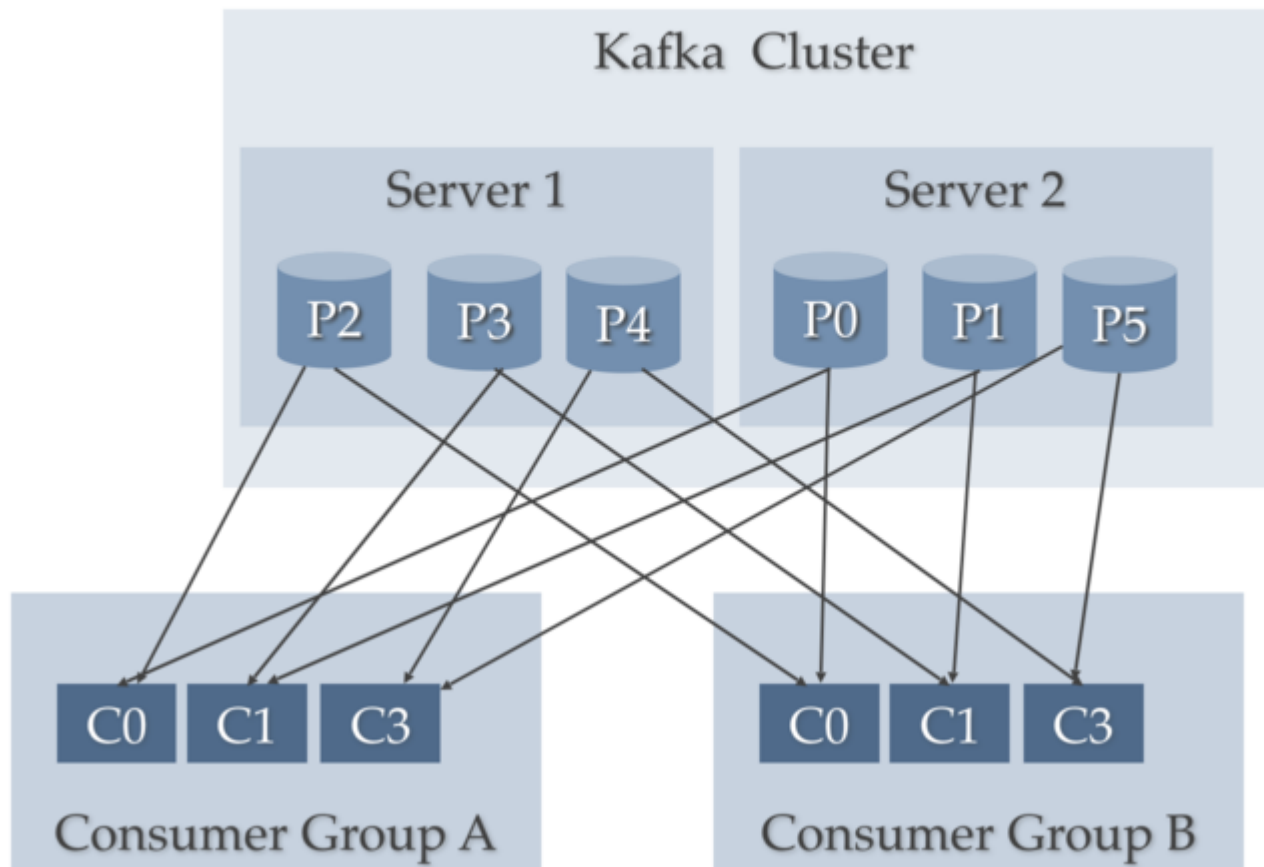 Kafka Cluster
Server 1
Server 2
P2
P3
P4
P0
P1
P5
C0
C1
C3
C0
C1
C3
Consumer Group A
Consumer Group B